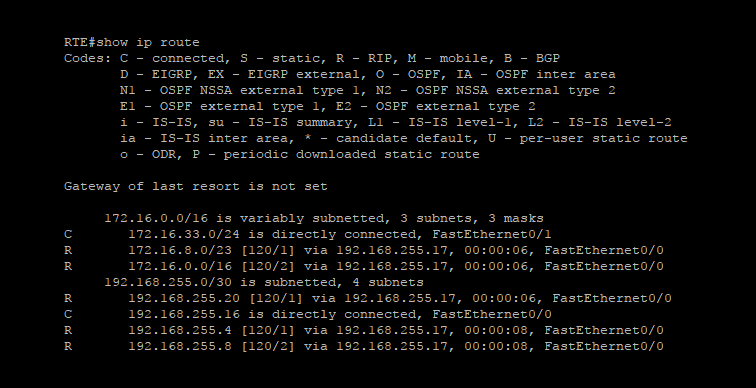 RTE#show ip route
Codes: C - connected, S - static, R - RIP, M - mobile, B - BGP
D - EIGRP, EX - EIGRP external, O - OSPF, IA - OSPF inter area
N1 - OSPF NSSA external type 1, N2 - OSPF NSSA external type 2
E1 - OSPF external type 1, E2 - OSPF external type 2
i - IS-IS, su - IS-IS summary, L1 - IS-IS level-1, L2 - IS-IS level-2
ia - IS-IS inter area, * - candidate default, U - per-user static route
o - ODR, P - periodic downloaded static route
Gateway of last resort is not set
172.16.0.0/16 is variably subnetted, 3 subnets, 3 masks
C 172.16.33.0/24 is directly connected, FastEthernet0/1
R 172.16.8.0/23 [120/1] via 192.168.255.17, 00:00:06, FastEthernet0/0
R 172.16.0.0/16 [120/2] via 192.168.255.17, 00:00:06, FastEthernet0/0
192.168.255.0/30 is subnetted, 4 subnets
R 192.168.255.20 [120/1] via 192.168.255.17, 00:00:06, FastEthernet0/0
C 192.168.255.16 is directly connected, FastEthernet0/0
R 192.168.255.4 [120/1] via 192.168.255.17, 00:00:08, FastEthernet0/0
R 192.168.255.8 [120/2] via 192.168.255.17, 00:00:08, FastEthernet0/0